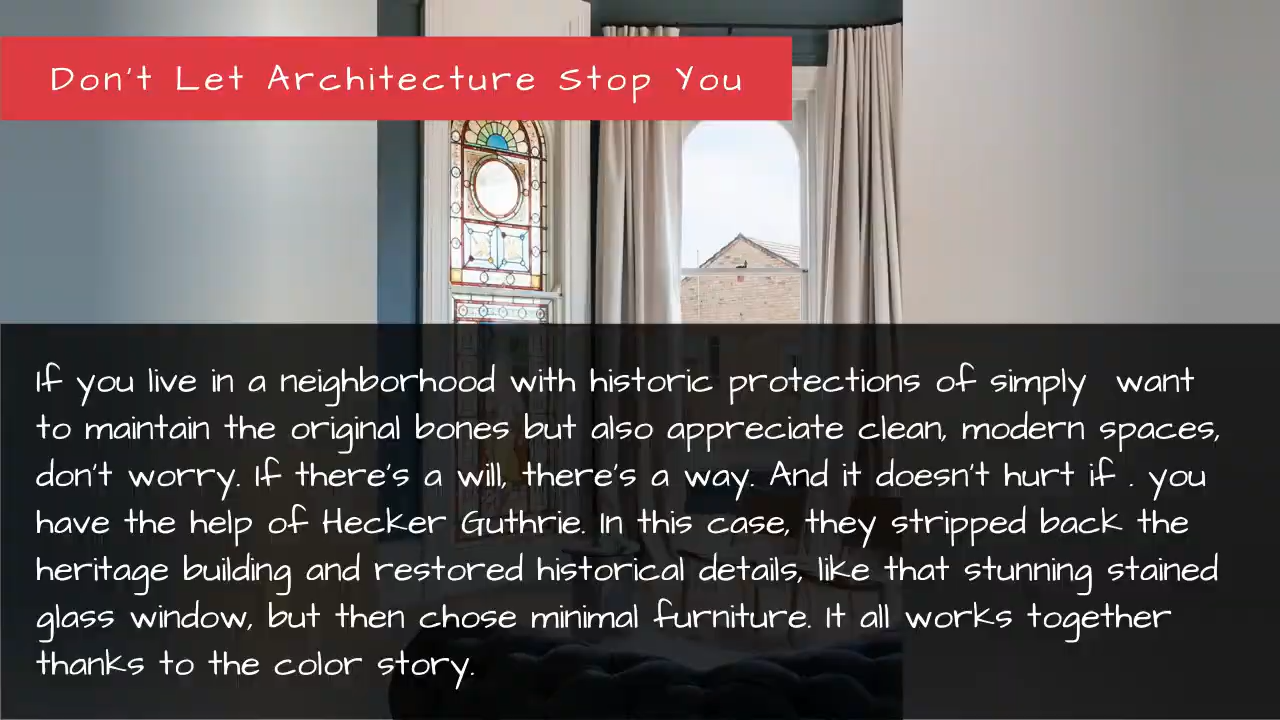 Don't Let Architecture Stop You
If you live in a neighborhood with historic protections of simply  want
to maintain the original bones but also appreciate clean, modern spaces,
don't worry. If there's a will, there's a way. And it doesn't hurt if . you
have the help of Hecker Guthrie. In this case, they stripped back the
heritage building and restored historical details, like that stunning stained
glass window, but then chose minimal furniture. It all works together
thanks to the color story.